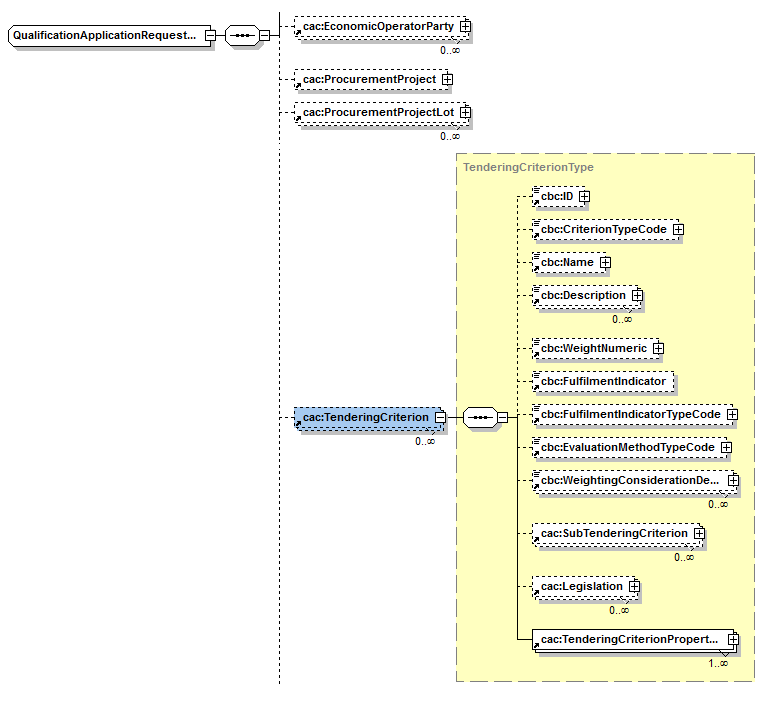 QualificationApplicationRequest...
cac:EconomicOperatorParty
0..∞
cac:ProcurementProject
cac:ProcurementProjectLot
0..∞
TenderingCriterionType
cbc:ID
cbc:CriterionTypeCode
cbc:Name
cbc:Description
0..∞
cbc:WeightNumeric
cbc:FulfilmentIndicator
cac:TenderingCriterion
0..∞
cbc:FulfilmentIndicatorTypeCode
cbc:EvaluationMethodTypeCode
cbc:WeightingConsiderationDe...
0..∞
cac:SubTenderingCriterion
0..∞
cac:Legislation
0..∞
cac:TenderingCriterionPropert...
1..∞